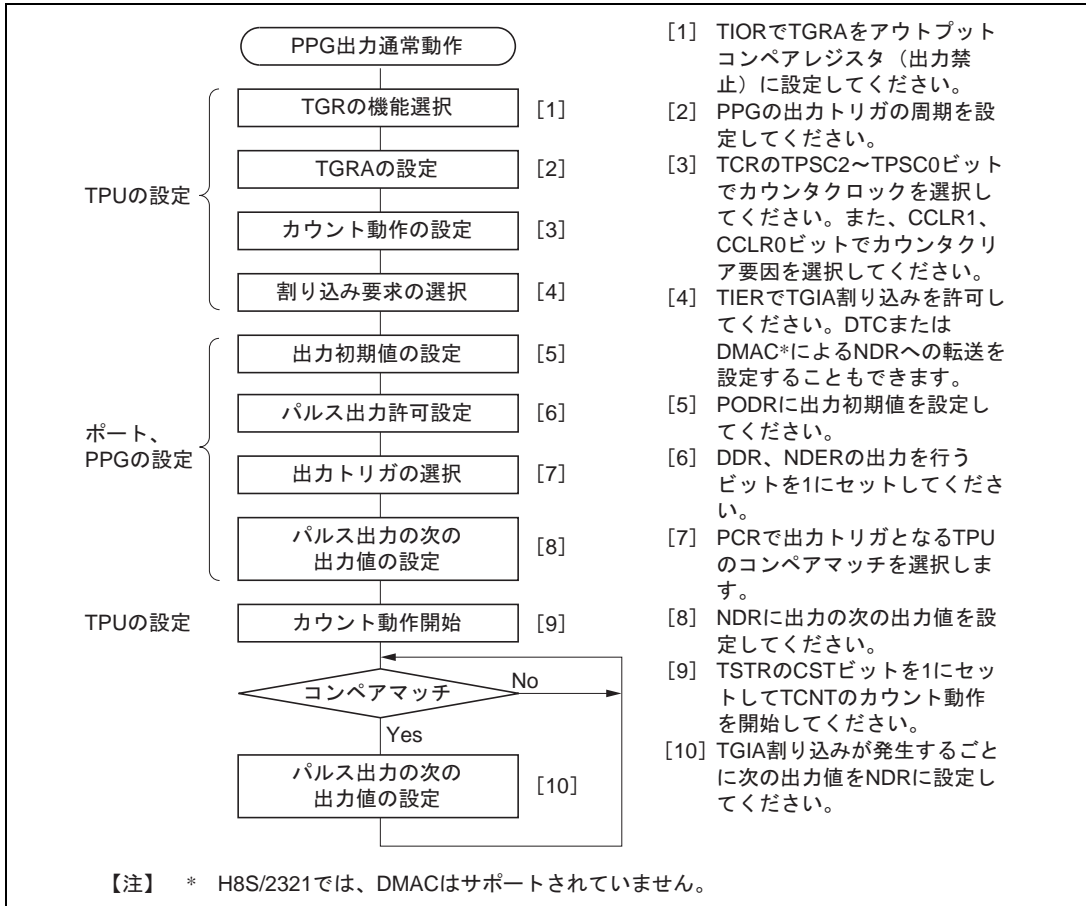 PPG出力通常動作
TPUの設定
TGRの機能選択 [1]
TGRAの設定 [2]
カウント動作の設定 [3]
割り込み要求の選択 [4]
ポート、
PPGの設定
出力初期値の設定 [5]
パルス出力許可設定 [6]
出力トリガの選択 [7]
パルス出力の次の
出力値の設定 [8]
TPUの設定
カウント動作開始 [9]
コンペアマッチ
No
Yes
パルス出力の次の
出力値の設定 [10]
[1] TIORでTGRAをアウトプット
コンペアレジスタ（出力禁
止）に設定してください。
[2] PPGの出力トリガの周期を設
定してください。
[3] TCRのTPSC2～TPSC0ビット
でカウンタクロックを選択し
てください。また、CCLR1、
CCLR0ビットでカウンタクリ
ア要因を選択してください。
[4] TIERでTGIA割り込みを許可し
てください。DTCまたは
DMAC*によるNDRへの転送を
設定することもできます。
[5] PODRに出力初期値を設定し
てください。
[6] DDR、NDERの出力を行う
ビットを1にセットしてくださ
い。
[7] PCRで出力トリガとなるTPU
のコンペアマッチを選択しま
す。
[8] NDRに出力の次の出力値を設
定してください。
[9] TSTRのCSTビットを1にセッ
トしてTCNTのカウント動作
を開始してください。
[10] TGIA割り込みが発生するごと
に次の出力値をNDRに設定し
てください。
【注】 * H8S/2321では、DMACはサポートされていません。